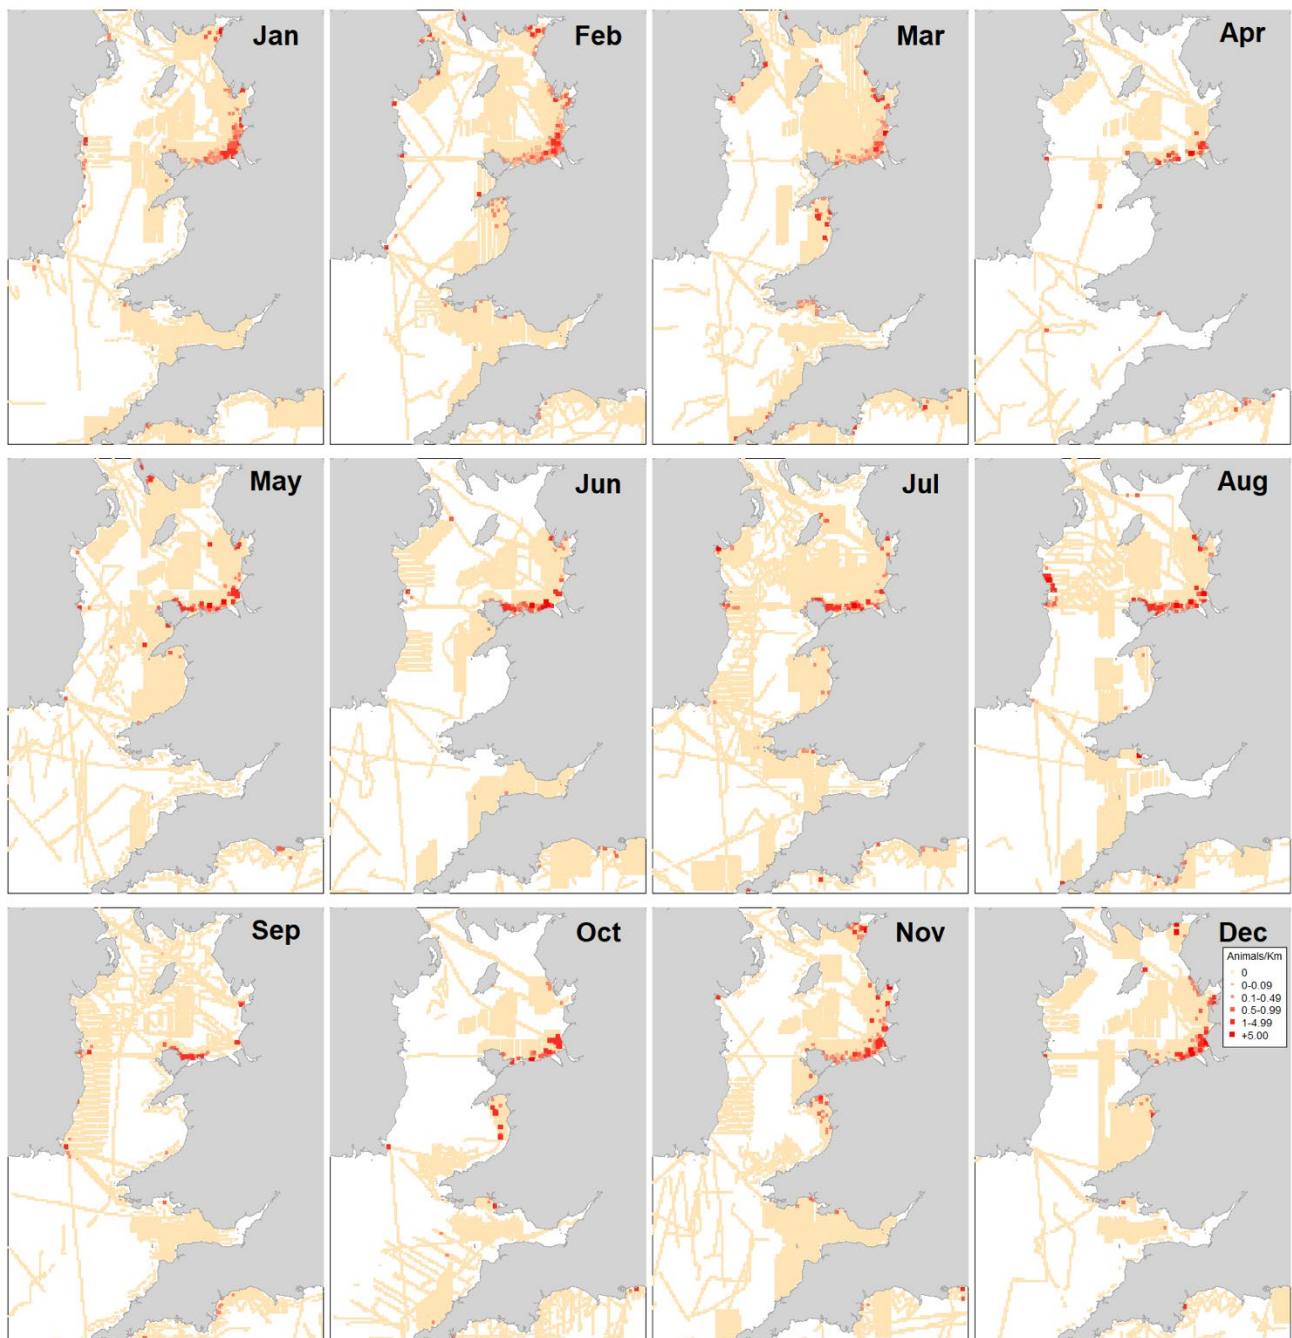 Jan
Feb
Mar
Apr
May
Jun
Jul
Aug
Sep
Oct
Nov
Dec
Animals/Km
0
0-0.09
0.1-0.49
0.5-0.99
1-4.99
+5.00